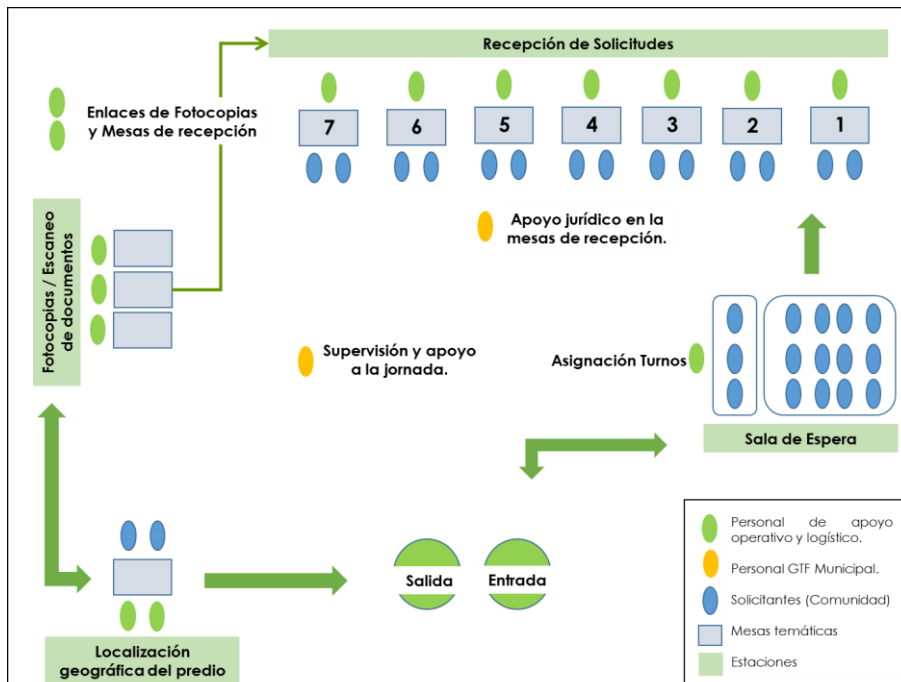 Recepción de Solicitudes
Enlaces de Fotocopias
y Mesas de recepción
7
6
5
4
3
2
1
Apoyo jurídico en la
mesas de recepción.
Fotocopias / Escaneo
de documentos
Supervisión y apoyo
a la jornada.
Asignación Turnos
Sala de Espera
Salida
Entrada
Localización
geográfica del predio
Personal de apoyo
operativo y logístico.
Personal GTF Municipal.
Solicitantes (Comunidad)
Mesas temáticas
Estaciones